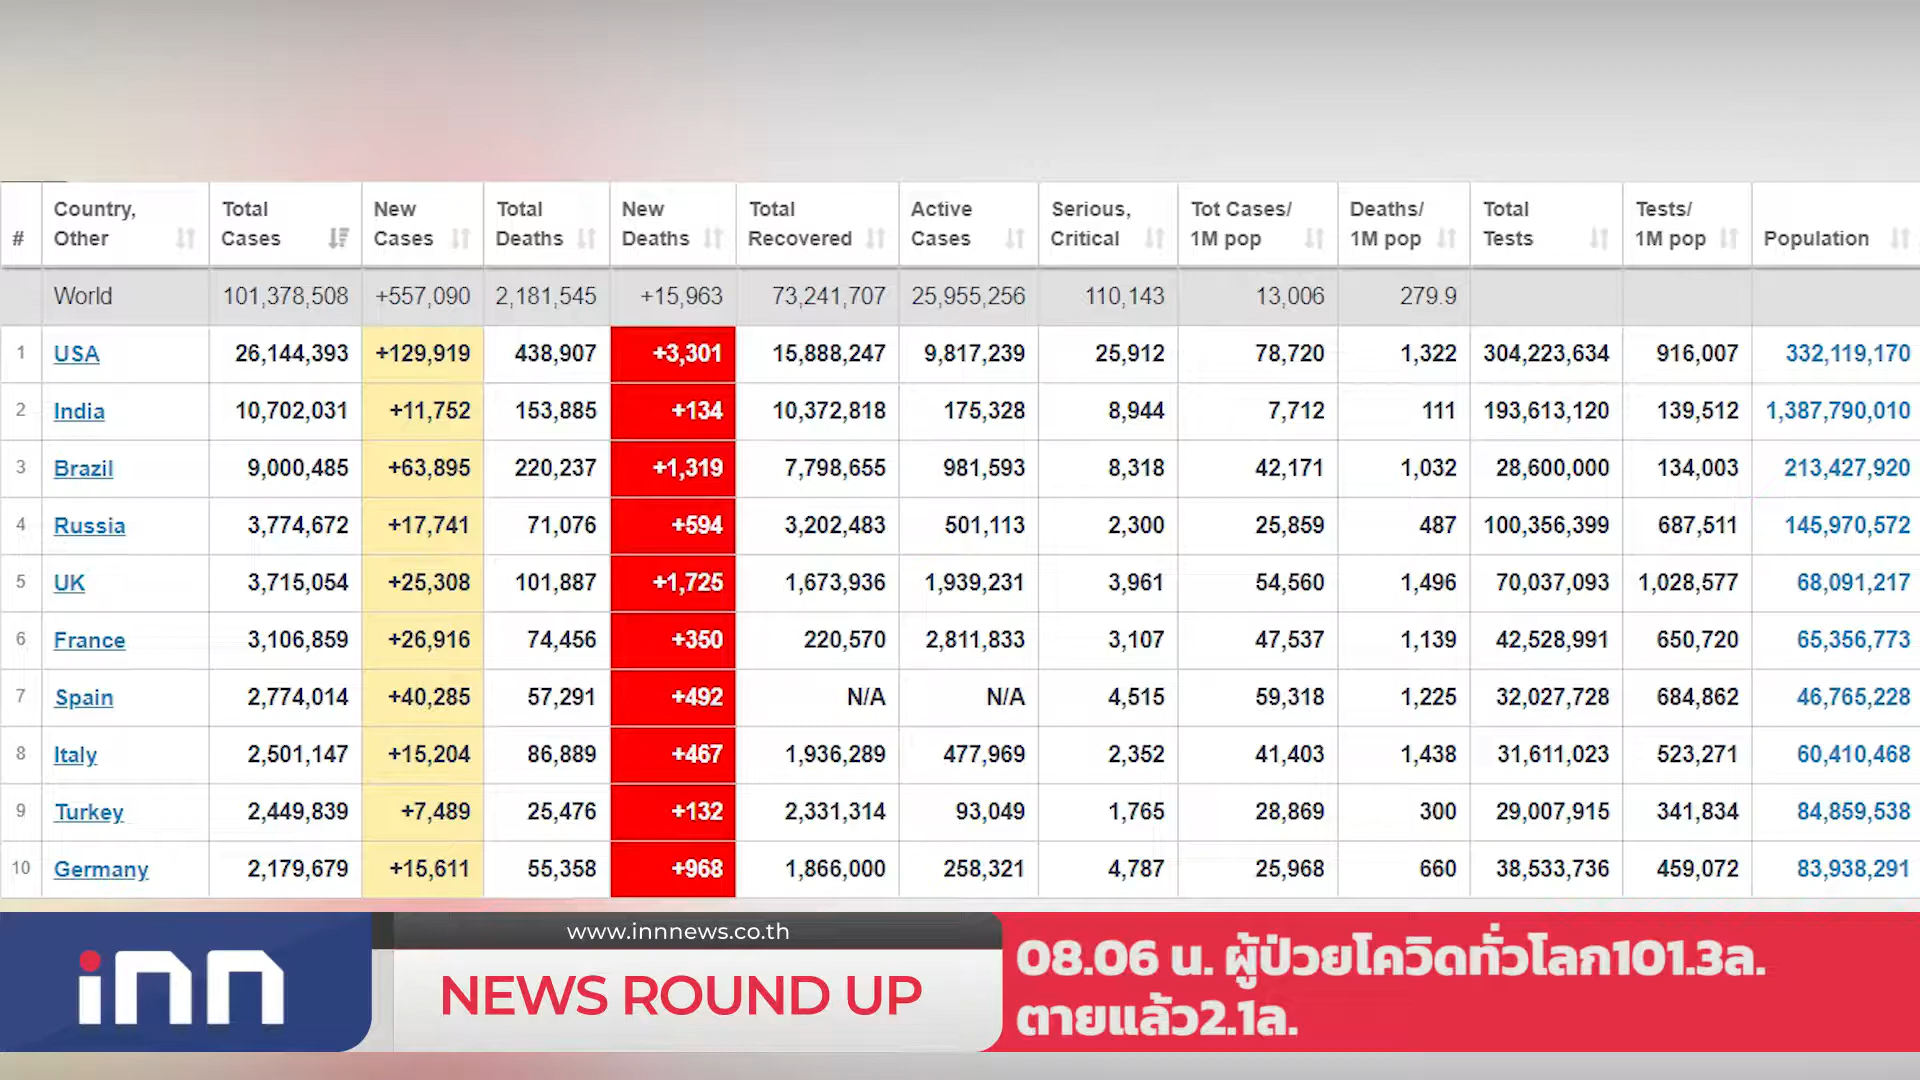 # Country, Other Total Cases New Cases Total Deaths New Deaths Total Recovered Active Cases Serious, Critical Tot Cases/ 1M pop Deaths/ 1M pop Total Tests Tests/ 1M pop Population
World 101,378,508 +557,090 2,181,545 +15,963 73,241,707 25,955,256 110,143 13,006 279.9
1 USA 26,144,393 +129,919 438,907 +3,301 15,888,247 9,817,239 25,912 78,720 1,322 304,223,634 916,007 332,119,170
2 India 10,702,031 +11,752 153,885 +134 10,372,818 175,328 8,944 7,712 111 193,613,120 139,512 1,387,790,010
3 Brazil 9,000,485 +63,895 220,237 +1,319 7,798,655 981,593 8,318 42,171 1,032 28,600,000 134,003 213,427,920
4 Russia 3,774,672 +17,741 71,076 +594 3,202,483 501,113 2,300 25,859 487 100,356,399 687,511 145,970,572
5 UK 3,715,054 +25,308 101,887 +1,725 1,673,936 1,939,231 3,961 54,560 1,496 70,037,093 1,028,577 68,091,217
6 France 3,106,859 +26,916 74,456 +350 220,570 2,811,833 3,107 47,537 1,139 42,528,991 650,720 65,356,773
7 Spain 2,774,014 +40,285 57,291 +492 N/A N/A 4,515 59,318 1,225 32,027,728 684,862 46,765,228
8 Italy 2,501,147 +15,204 86,889 +467 1,936,289 477,969 2,352 41,403 1,438 31,611,023 523,271 60,410,468
9 Turkey 2,449,839 +7,489 25,476 +132 2,331,314 93,049 1,765 28,869 300 29,007,915 341,834 84,859,538
10 Germany 2,179,679 +15,611 55,358 +968 1,866,000 258,321 4,787 25,968 660 38,533,736 459,072 83,938,291
inn
www.innnews.co.th
NEWS ROUND UP
08.06 น. ผู้ป่วยโควิดทั่วโลก101.3ล.
ตายแล้ว2.1ล.